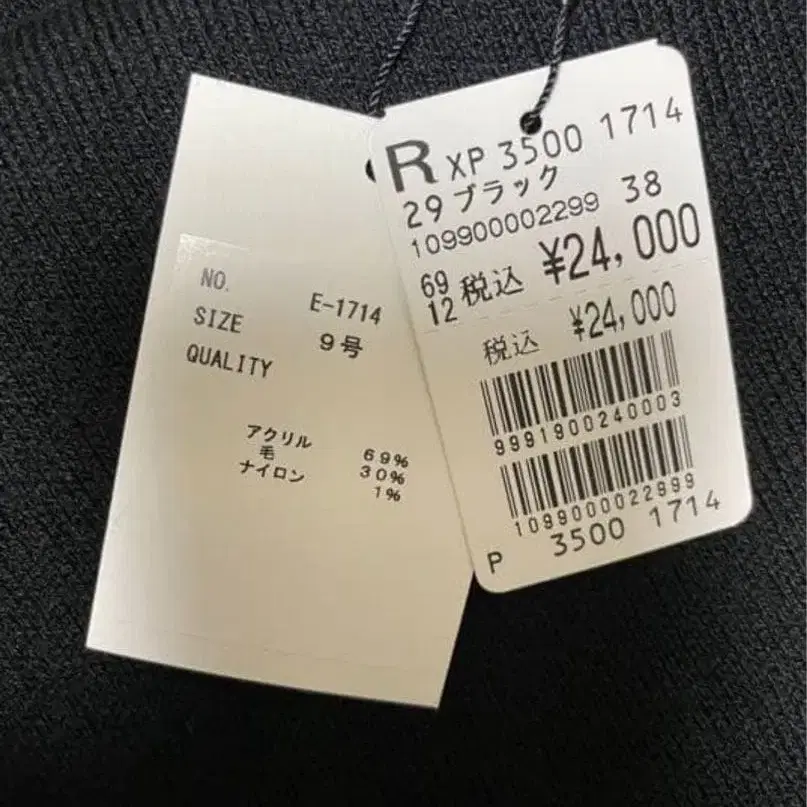 NO. E-1714
SIZE 9号
QUALITY
アクリル 69%
毛 30%
ナイロン 1%
R XP 3500 1714
29 ブラック 38
109900002299
69
12 税込 ¥24,000
税込 ¥24,000
9991900240003
1099000022999
P 3500 1714